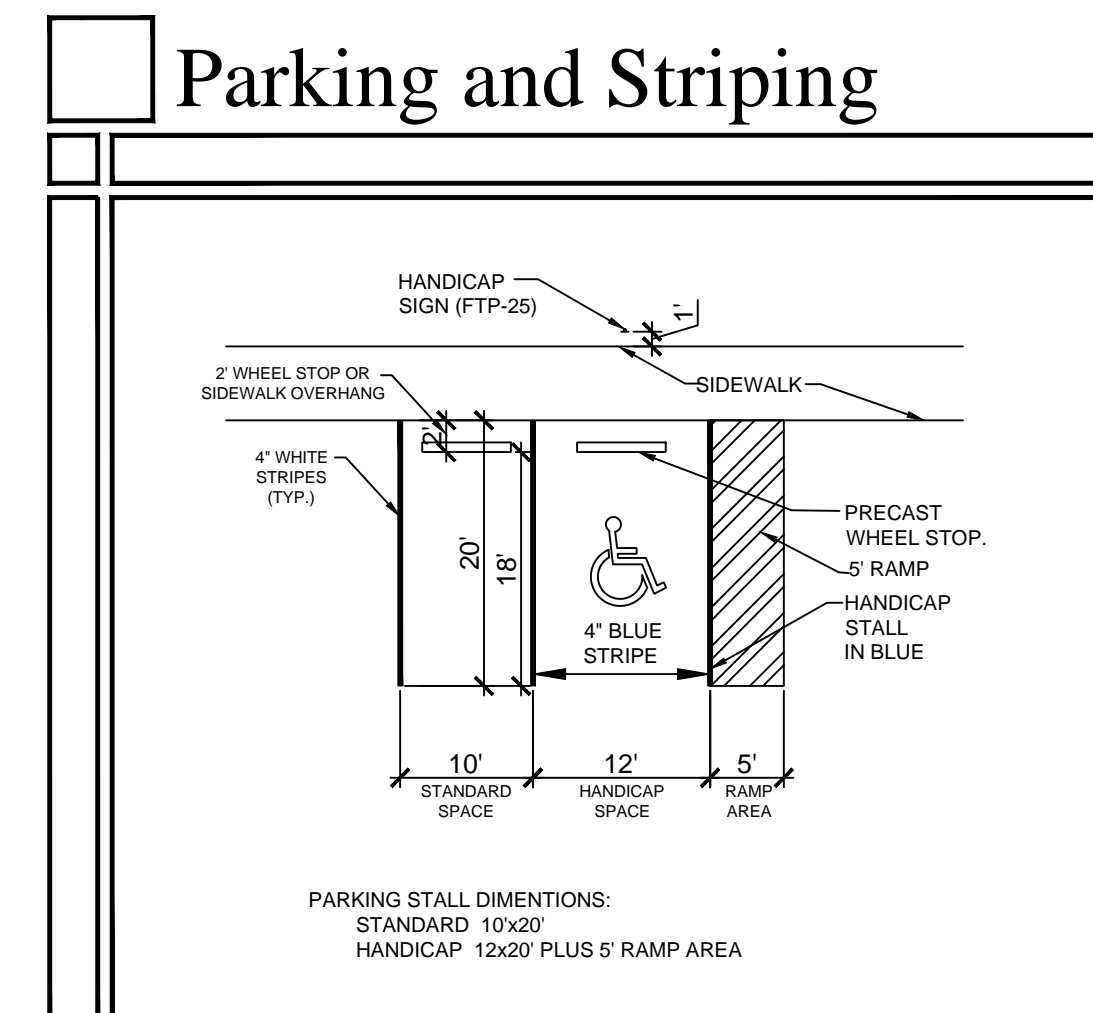 Parking and Striping
HANDICAP
SIGN (FTP-25)
1'
2' WHEEL STOP OR
SIDEWALK OVERHANG
SIDEWALK
2'
4" WHITE
STRIPES
(TYP.)
20'
18'
PRECAST
WHEEL STOP.
5' RAMP
HANDICAP
STALL
IN BLUE
4" BLUE
STRIPE
10'
12'
5'
STANDARD
SPACE
HANDICAP
SPACE
RAMP
AREA
PARKING STALL DIMENTIONS:
STANDARD 10'x20'
HANDICAP 12x20' PLUS 5' RAMP AREA